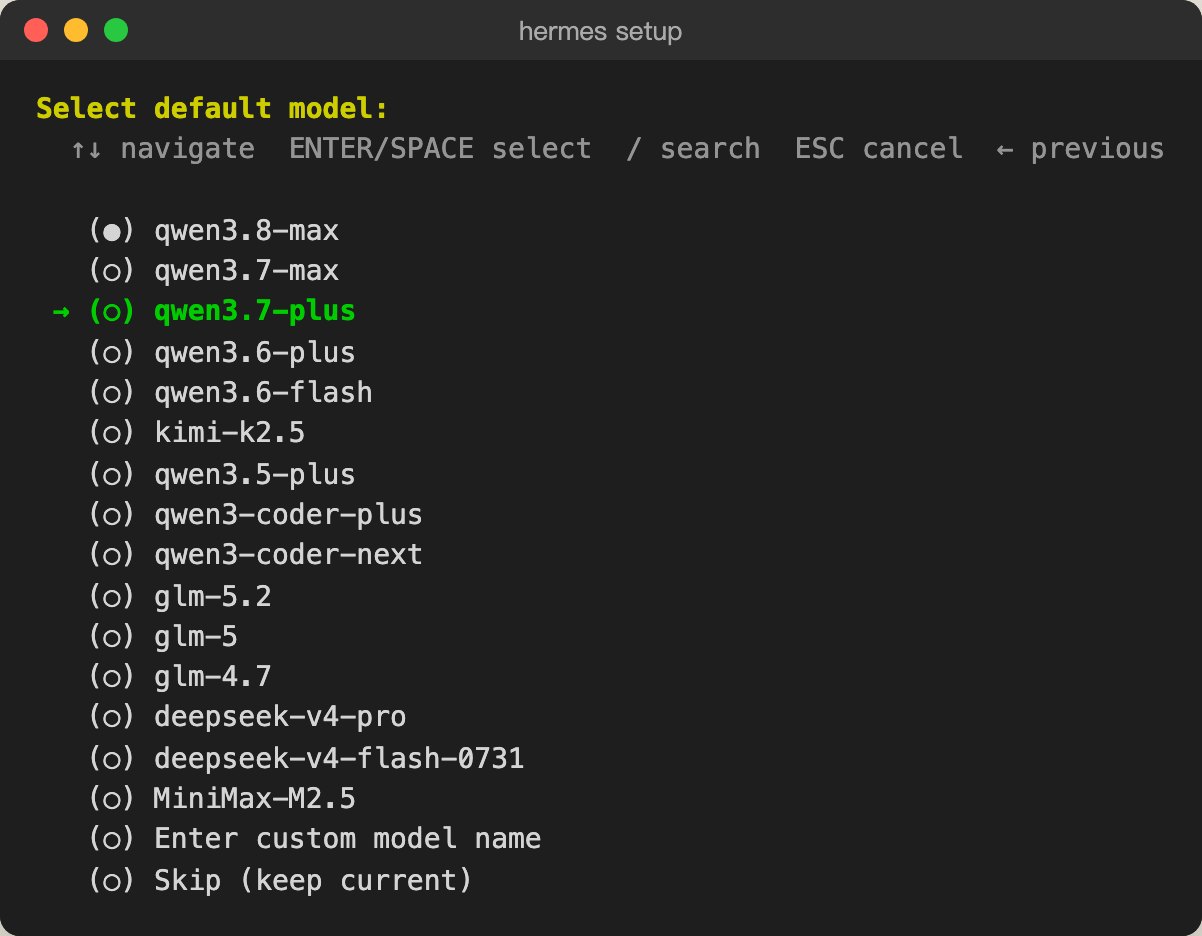 hermes setup
Select default model:
↑↓ navigate  ENTER/SPACE select  / search  ESC cancel  ← previous
(●) qwen3.8-max
(○) qwen3.7-max
→ (○) qwen3.7-plus
(○) qwen3.6-plus
(○) qwen3.6-flash
(○) kimi-k2.5
(○) qwen3.5-plus
(○) qwen3-coder-plus
(○) qwen3-coder-next
(○) glm-5.2
(○) glm-5
(○) glm-4.7
(○) deepseek-v4-pro
(○) deepseek-v4-flash-0731
(○) MiniMax-M2.5
(○) Enter custom model name
(○) Skip (keep current)